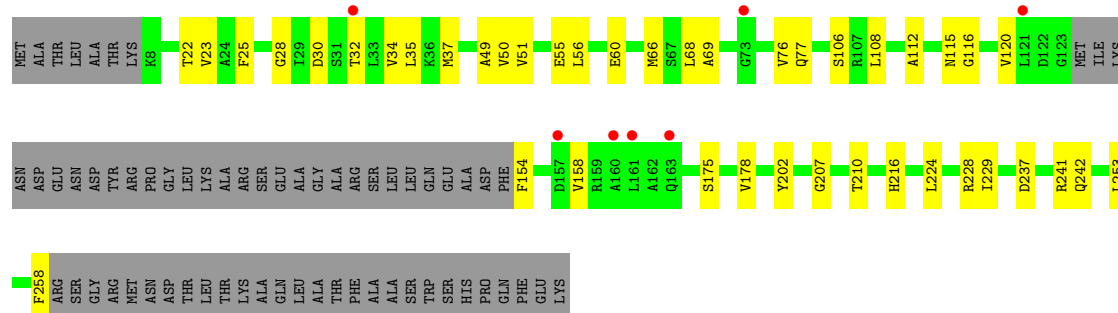 MET ALA THR LEU ALA THR LYS K8 T22 V23 A24 F25 G28 I29 D30 S31 T32 L33 V34 L35 K36 M37 A49 V50 V51 E55 L56 E60 M66 S67 L68 A69 G73 V76 Q77 S106 R107 L108 A112 N115 G116 V120 L121 D122 G123 MET ILE LYS
ASN ASP GLU ASN ASP TYR ARG PRO GLY LEU LYS ALA ARG SER GLU ALA GLY ALA ARG SER LEU LEU GLN GLU ALA ASP PHE F154 D157 V158 R159 A160 L161 A162 Q163 S175 V178 Y202 G207 T210 H216 L224 R228 I229 D237 R241 Q242 L253
F258 ARG SER GLY ARG MET ASN ASP THR LEU THR LYS ALA GLN LEU ALA THR PHE ALA ALA SER TRP SER HIS PRO GLN PHE GLU LYS